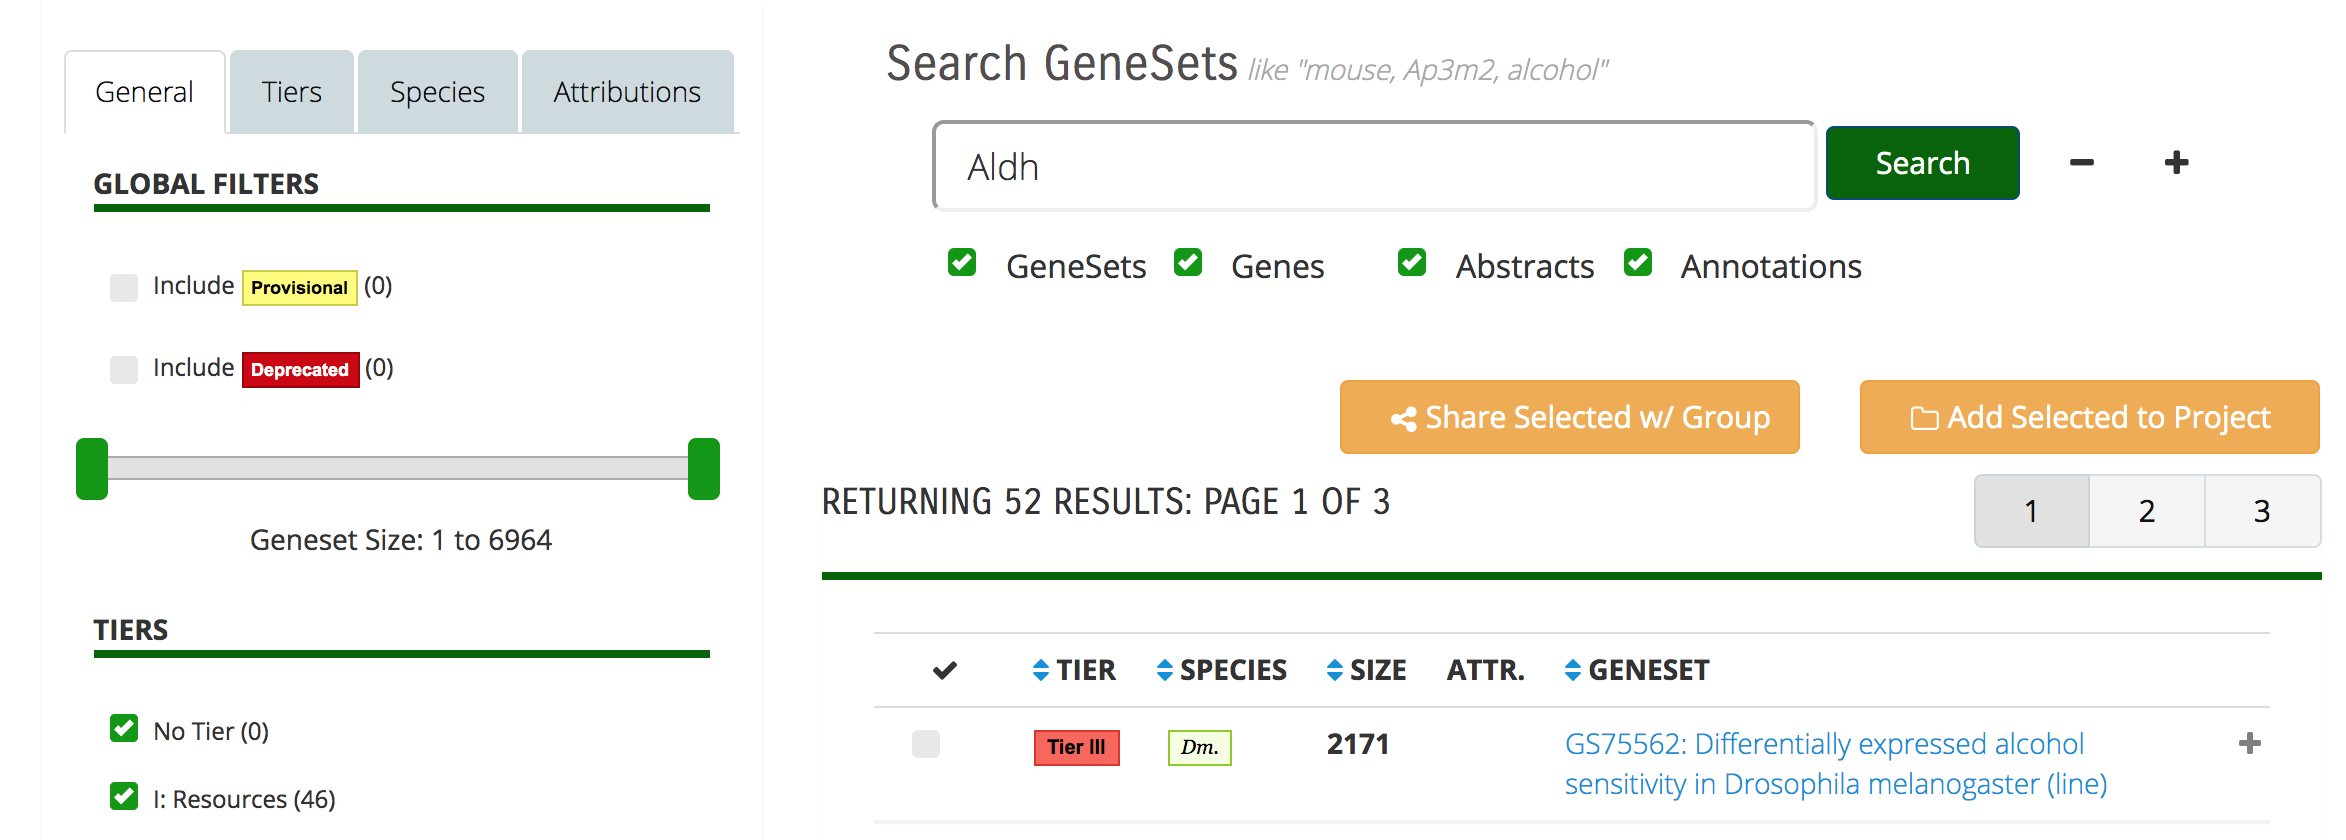 General
Tiers
Species
Attributions
GLOBAL FILTERS
Include Provisional (0)
Include Deprecated (0)
Geneset Size: 1 to 6964
TIERS
No Tier (0)
I: Resources (46)
Search GeneSets like "mouse, Ap3m2, alcohol"
Aldh
Search
GeneSets
Genes
Abstracts
Annotations
Share Selected w/ Group
Add Selected to Project
RETURNING 52 RESULTS: PAGE 1 OF 3
1
2
3
TIER
SPECIES
SIZE
ATTR.
GENESET
Tier III
Dm.
2171
GS75562: Differentially expressed alcohol
sensitivity in Drosophila melanogaster (line)